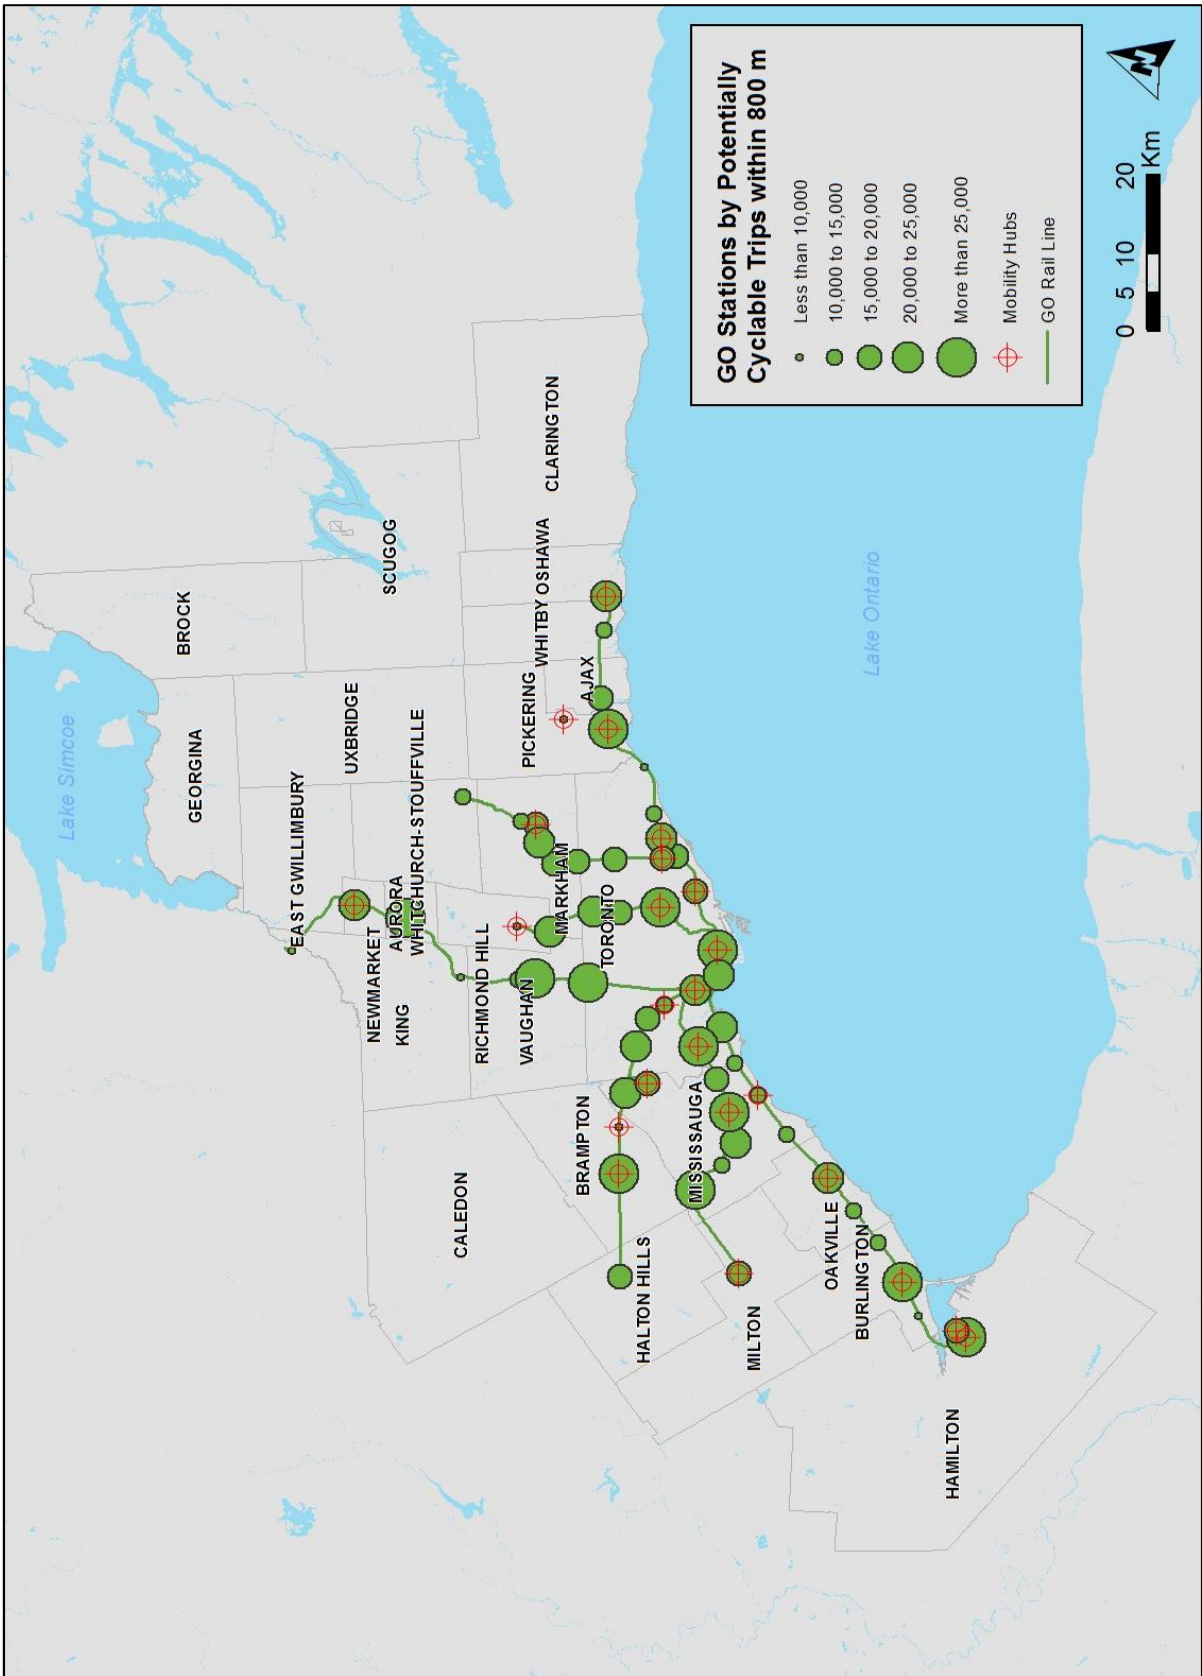 Lake Simcoe
BROCK
GEORGINA
EAST GWILLIMBURY
UXBRIDGE
SCUGOG
NEWMARKET
AURORA
WHITCHURCH-STOUFFVILLE
KING
RICHMOND HILL
VAUGHAN
MARKHAM
PICKERING
WHITBY
OSHAWA
CLARINGTON
AJAX
CALEDON
BRAMPTON
TORONTO
HALTON HILLS
MISSISSAUGA
MILTON
OAKVILLE
BURLINGTON
HAMILTON
Lake Ontario
GO Stations by Potentially
Cyclable Trips within 800 m
Less than 10,000
10,000 to 15,000
15,000 to 20,000
20,000 to 25,000
More than 25,000
Mobility Hubs
GO Rail Line
N
0 5 10 20
Km